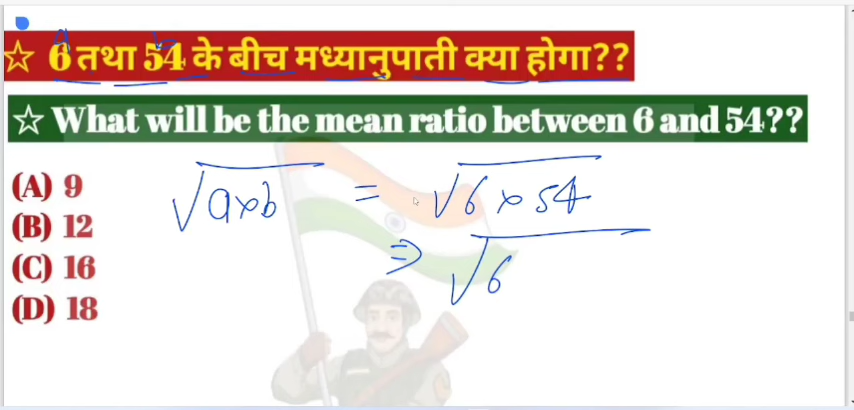 a b
☆ 6 तथा 54 के बीच मध्यानुपाती क्या होगा??
☆ What will be the mean ratio between 6 and 54??
(A) 9
(B) 12
(C) 16
(D) 18
√a×b = √6×54
⇒ √6